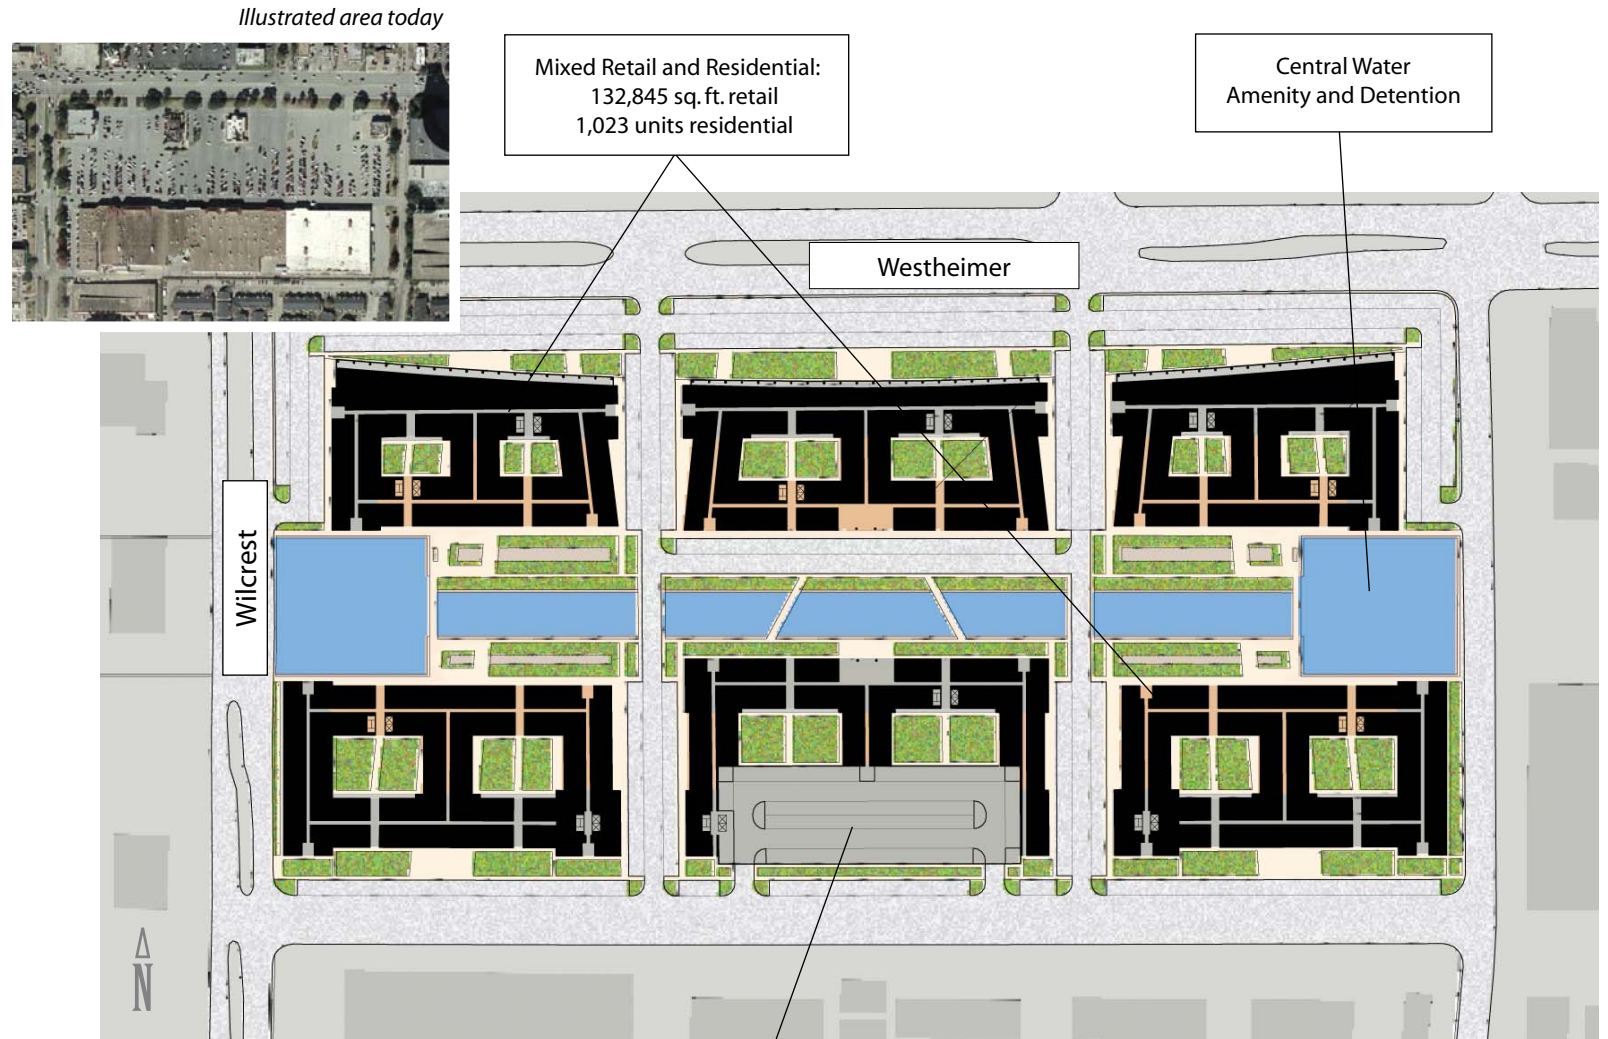 Illustrated area today
Mixed Retail and Residential:
132,845 sq. ft. retail
1,023 units residential
Central Water
Amenity and Detention
Westheimer
Wilcrest
N